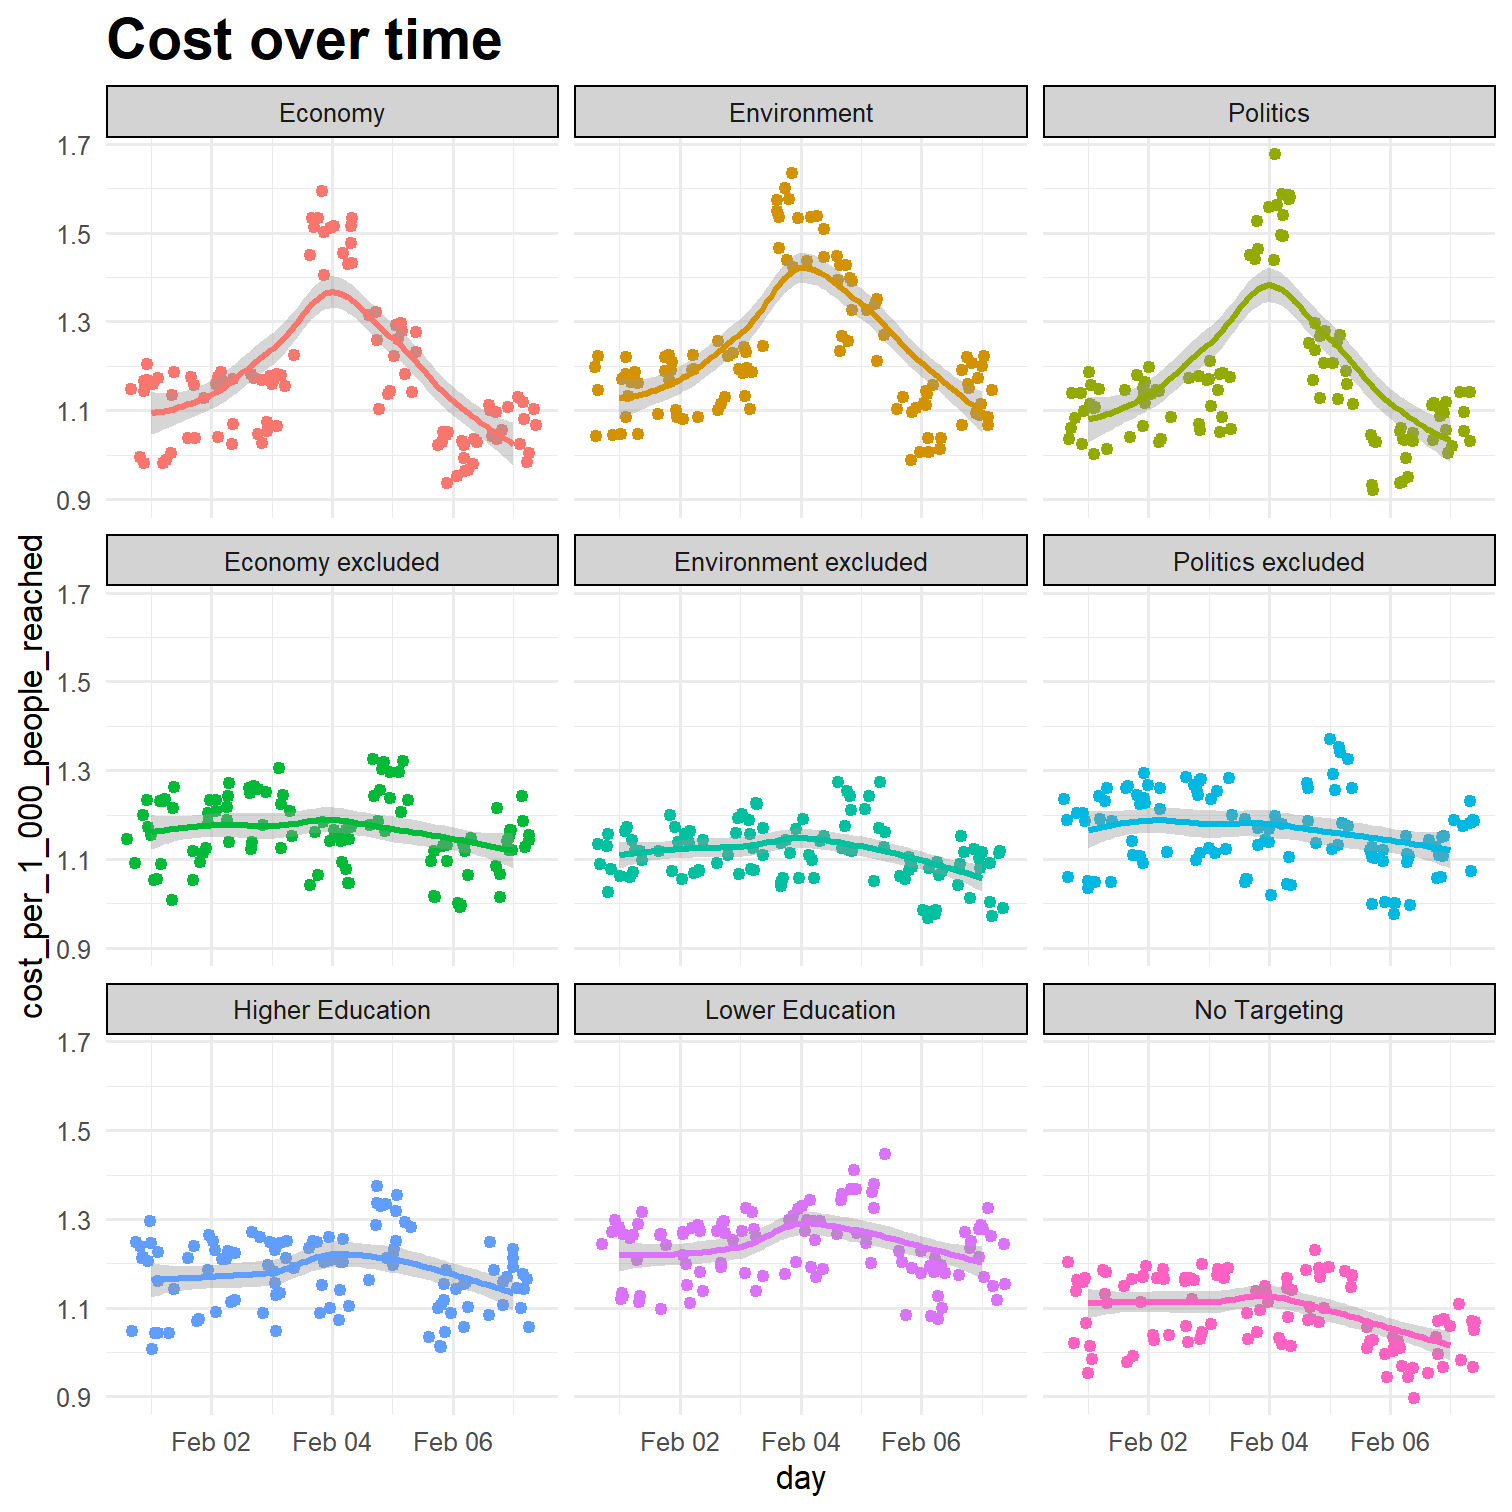 Cost over time
Economy
Environment
Politics
1.7
1.5
1.3
1.1
0.9
Economy excluded
Environment excluded
Politics excluded
1.7
1.5
1.3
1.1
0.9
cost_per_1_000_people_reached
Higher Education
Lower Education
No Targeting
1.7
1.5
1.3
1.1
0.9
Feb 02
Feb 04
Feb 06
Feb 02
Feb 04
Feb 06
Feb 02
Feb 04
Feb 06
day